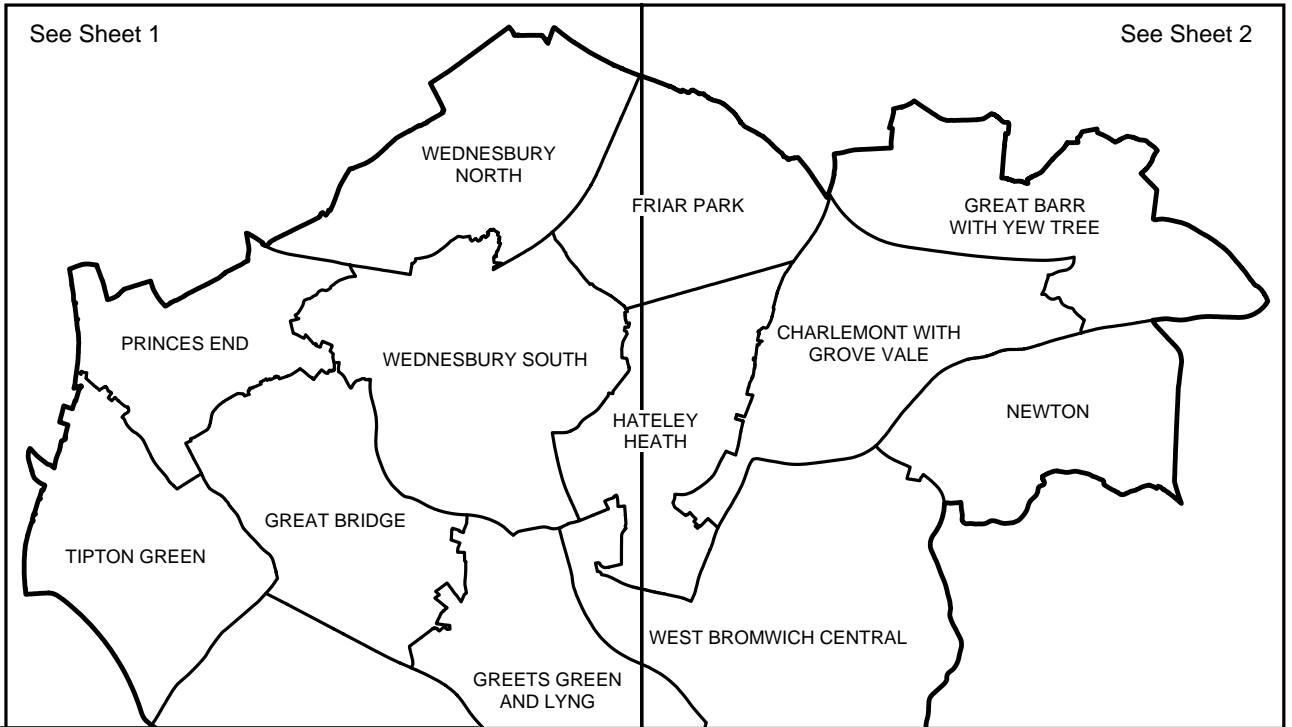 See Sheet 1
See Sheet 2
WEDNESBURY
NORTH
FRIAR PARK
GREAT BARR
WITH YEW TREE
PRINCES END
WEDNESBURY SOUTH
CHARLEMONT WITH
GROVE VALE
HATELEY
HEATH
NEWTON
GREAT BRIDGE
TIPTON GREEN
WEST BROMWICH CENTRAL
GREETS GREEN
AND LYNG